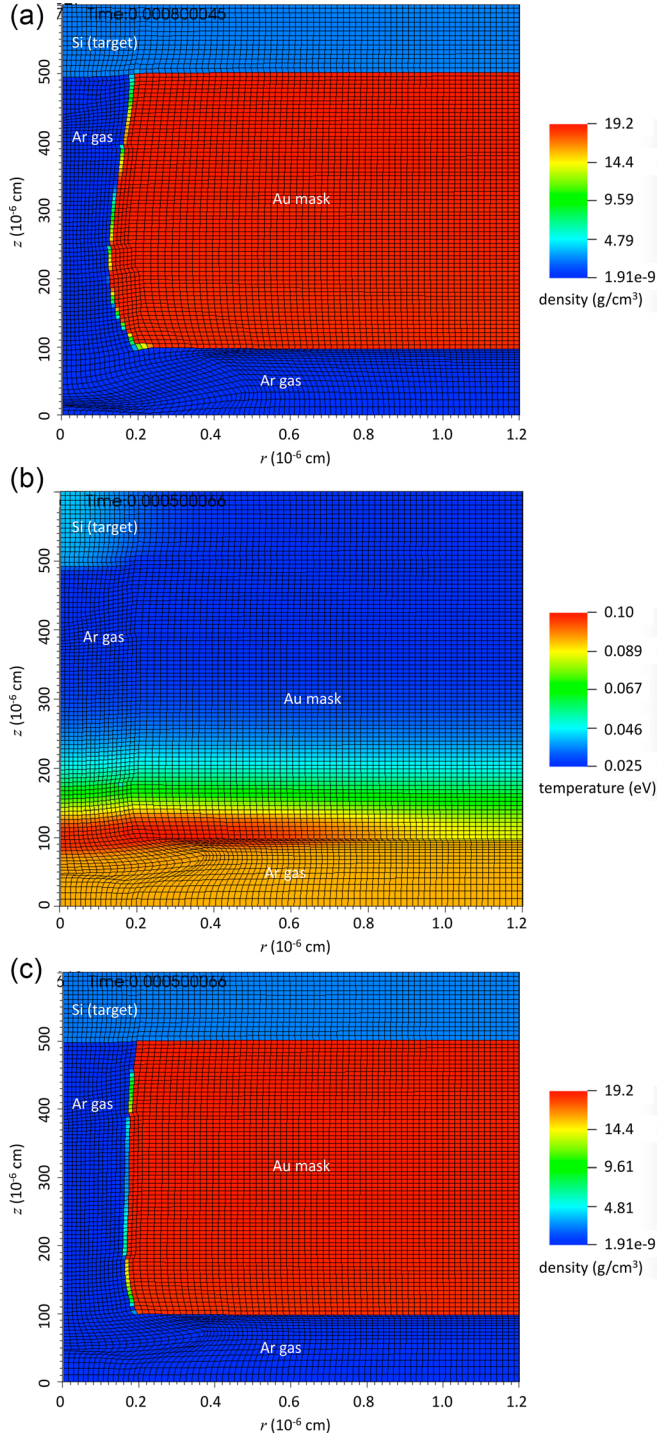 (a)
Time:0.000800045
Si (target)
500
Ar gas
400
z (10⁻⁶ cm)
300
Au mask
200
100
Ar gas
0
0 0.2 0.4 0.6 0.8 1.0 1.2
r (10⁻⁶ cm)
19.2
14.4
9.59
4.79
1.91e-9
density (g/cm³)
(b)
Time:0.000500066
Si (target)
500
Ar gas
400
z (10⁻⁶ cm)
300
Au mask
200
100
Ar gas
0
0 0.2 0.4 0.6 0.8 1.0 1.2
r (10⁻⁶ cm)
0.10
0.089
0.067
0.046
0.025
temperature (eV)
(c)
Time:0.000500066
Si (target)
500
Ar gas
400
z (10⁻⁶ cm)
300
Au mask
200
100
Ar gas
0
0 0.2 0.4 0.6 0.8 1.0 1.2
r (10⁻⁶ cm)
19.2
14.4
9.61
4.81
1.91e-9
density (g/cm³)